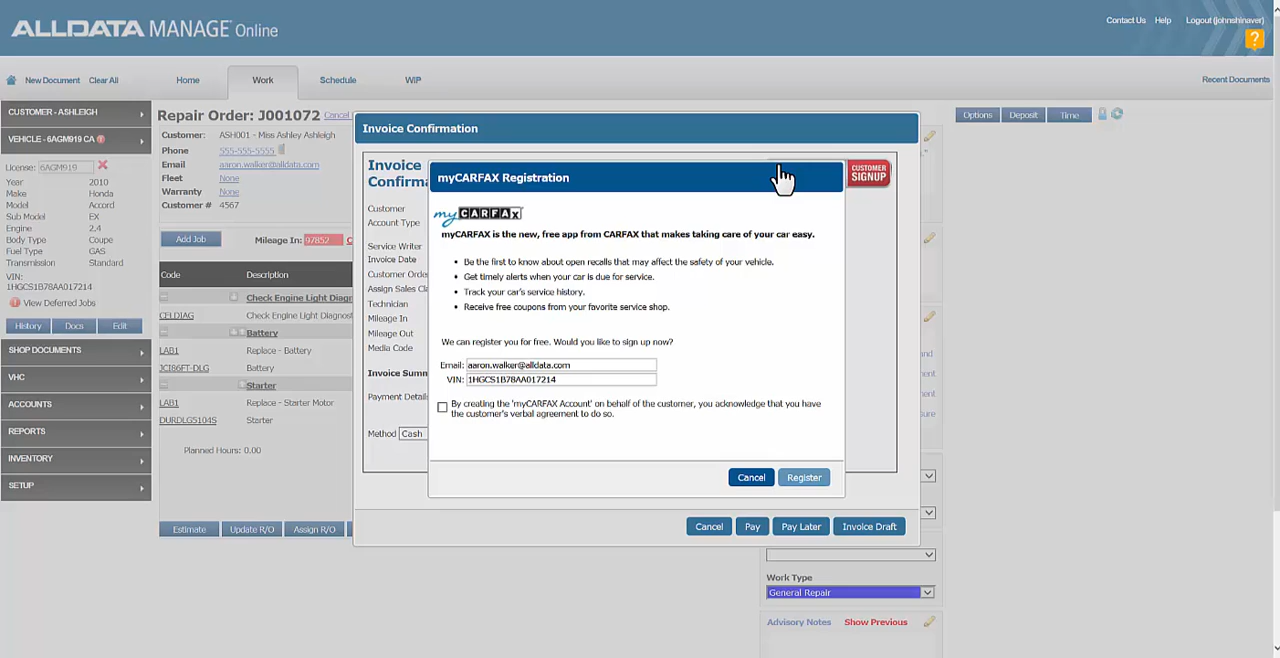 ALLDATA MANAGE® Online
Contact Us Help Logout (johnshinaver)
?
New Document Clear All Home Work Schedule WIP Recent Documents
CUSTOMER - ASHLEIGH
VEHICLE - 6AGM919 CA
License: 6AGM919
Year 2010
Make Honda
Model Accord
Sub Model EX
Engine 2.4
Body Type Coupe
Fuel Type GAS
Transmission Standard
VIN:
1HGCS1B78AA017214
View Deferred Jobs
History Docs Edit
SHOP DOCUMENTS
VHC
ACCOUNTS
REPORTS
INVENTORY
SETUP
Repair Order: J001072 Cancel
Customer: ASH001 - Miss Ashley Ashleigh
Phone 555-555-5555
Email aaron.walker@alldata.com
Fleet None
Warranty None
Customer # 4567
Add Job Mileage In: 97852
Code Description
Check Engine Light Diagn
CELDIAG Check Engine Light Diagnost
Battery
LAB1 Replace - Battery
JCI86FT-DLG Battery
Starter
LAB1 Replace - Starter Motor
DURDLG5104S Starter
Planned Hours: 0.00
Estimate Update R/O Assign R/O
Invoice Confirmation
Invoice
Confirma
CUSTOMER
SIGNUP
Customer
Account Type
Service Writer
Invoice Date
Customer Orde
Assign Sales Cl
Technician
Mileage In
Mileage Out
Media Code
Invoice Summ
Payment Detail
Method Cash
myCARFAX Registration
my CARFAX
myCARFAX is the new, free app from CARFAX that makes taking care of your car easy.
• Be the first to know about open recalls that may affect the safety of your vehicle.
• Get timely alerts when your car is due for service.
• Track your car's service history.
• Receive free coupons from your favorite service shop.
We can register you for free. Would you like to sign up now?
Email: aaron.walker@alldata.com
VIN: 1HGCS1B78AA017214
By creating the 'myCARFAX Account' on behalf of the customer, you acknowledge that you have
the customer's verbal agreement to do so.
Cancel Register
Cancel Pay Pay Later Invoice Draft
Options Deposit Time
Work Type
General Repair
Advisory Notes Show Previous